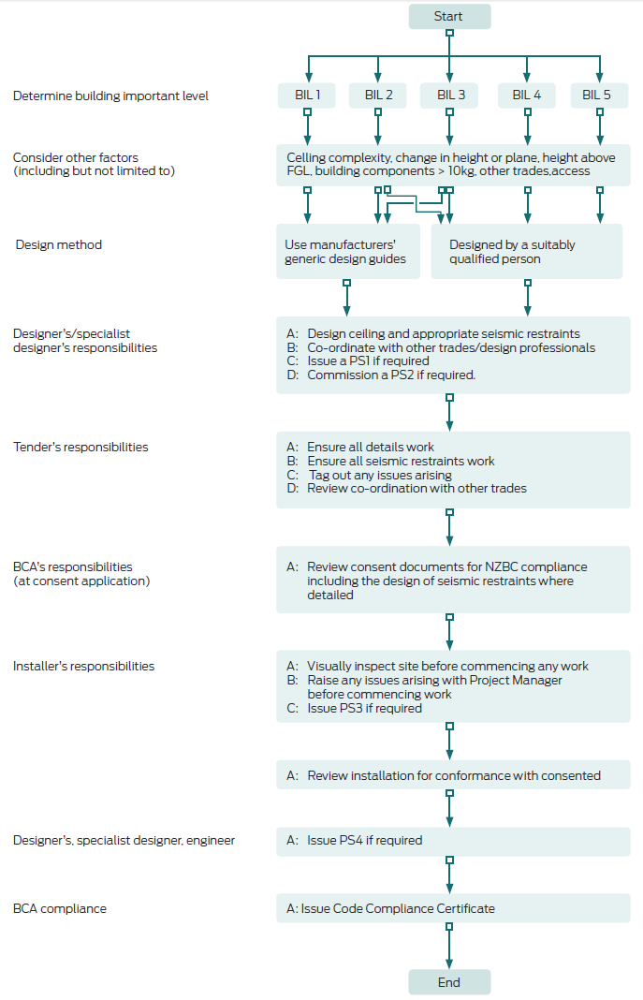 Start
Determine building important level
BIL 1
BIL 2
BIL 3
BIL 4
BIL 5
Consider other factors
(including but not limited to)
Celling complexity, change in height or plane, height above
FGL, building components > 10kg, other trades,access
Design method
Use manufacturers'
generic design guides
Designed by a suitably
qualified person
Designer's/specialist
designer's responsibilities
A: Design ceiling and appropriate seismic restraints
B: Co-ordinate with other trades/design professionals
C: Issue a PS1 if required
D: Commission a PS2 if required.
Tender's responsibilities
A: Ensure all details work
B: Ensure all seismic restraints work
C: Tag out any issues arising
D: Review co-ordination with other trades
BCA's responsibilities
(at consent application)
A: Review consent documents for NZBC compliance
including the design of seismic restraints where
detailed
Installer's responsibilities
A: Visually inspect site before commencing any work
B: Raise any issues arising with Project Manager
before commencing work
C: Issue PS3 if required
A: Review installation for conformance with consented
Designer's, specialist designer, engineer
A: Issue PS4 if required
BCA compliance
A: Issue Code Compliance Certificate
End